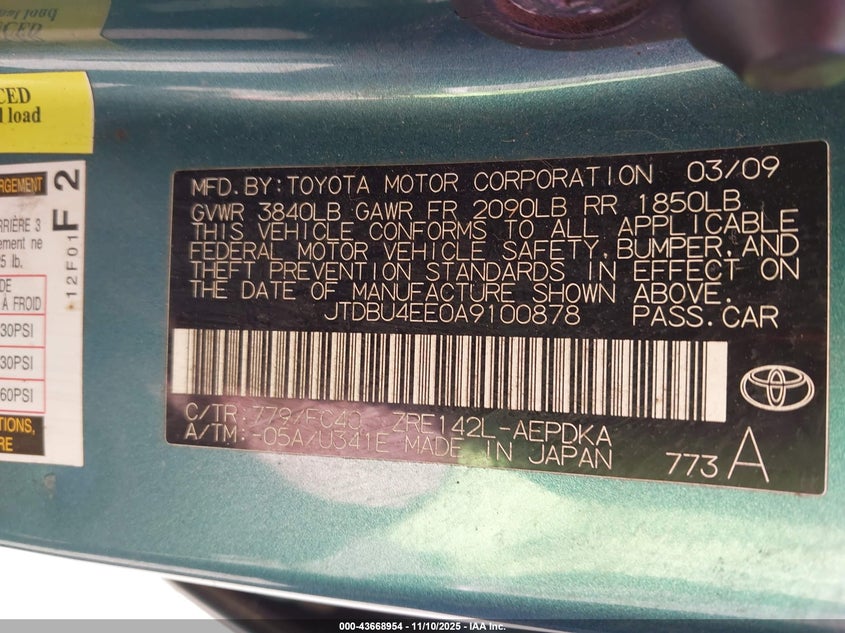 CED
l load
RGEMENT
F 2
12F01
RRIÈRE 3
ement ne
5 lb.
DE
À FROID
30PSI
30PSI
60PSI
RE
MFD.BY:TOYOTA MOTOR CORPORATION 03/09
GVWR 3840LB GAWR FR 2090LB RR 1850LB
THIS VEHICLE CONFORMS TO ALL APPLICABLE
FEDERAL MOTOR VEHICLE SAFETY,BUMPER,AND
THEFT PREVENTION STANDARDS IN EFFECT ON
THE DATE OF MANUFACTURE SHOWN ABOVE.
JTDBU4EE0A9100878 PASS.CAR
C/TR:779/FC40 ZRE142L-AEPDKA
A/TM:-05A/U341E MADE IN JAPAN 773 A
000-43668954 - 11/10/2025 - IAA Inc.